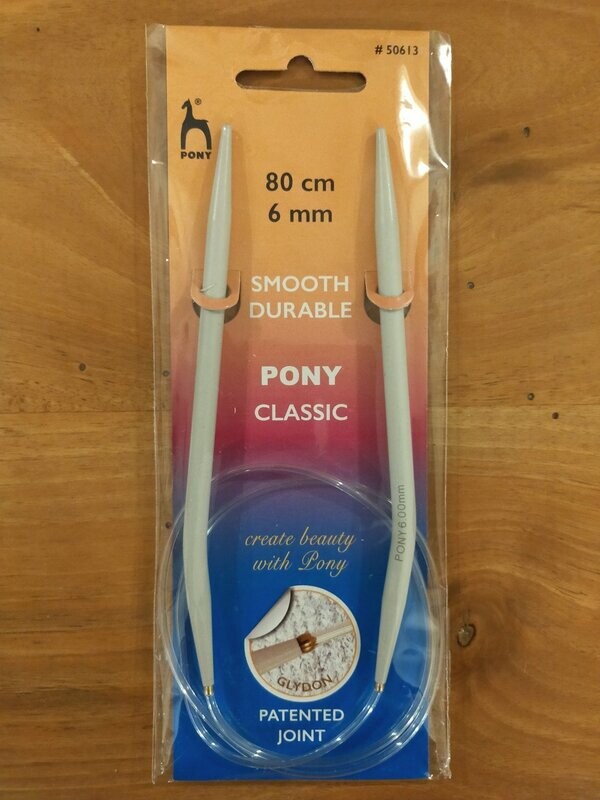 # 50613
®
PONY
80 cm
6 mm
SMOOTH
DURABLE
PONY
CLASSIC
PONY 6.00mm
create beauty
with Pony
GLYDON
PATENTED
JOINT